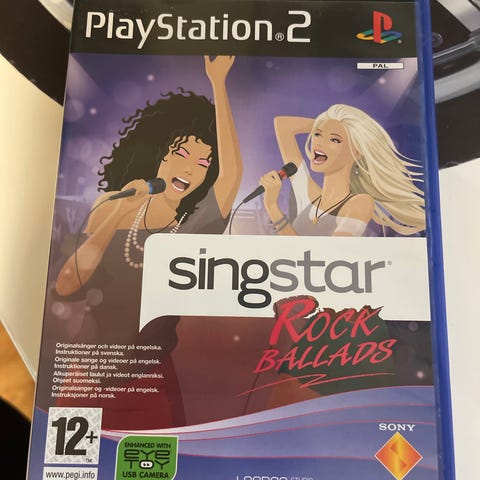 PlayStation®2
PAL
singstar®
ROCK
BALLADS
Originalsånger och videor på engelska.
Instruktioner på svenska.
Originale sange og videoer på engelsk.
Instruktioner på dansk.
Alkuperäiset laulut ja videot englanniksi.
Ohjeet suomeksi.
Originalsanger og -videoer på engelsk.
Instruksjoner på norsk.
12+
www.pegi.info
ENHANCED WITH
EYE
TOY
USB CAMERA
SONY